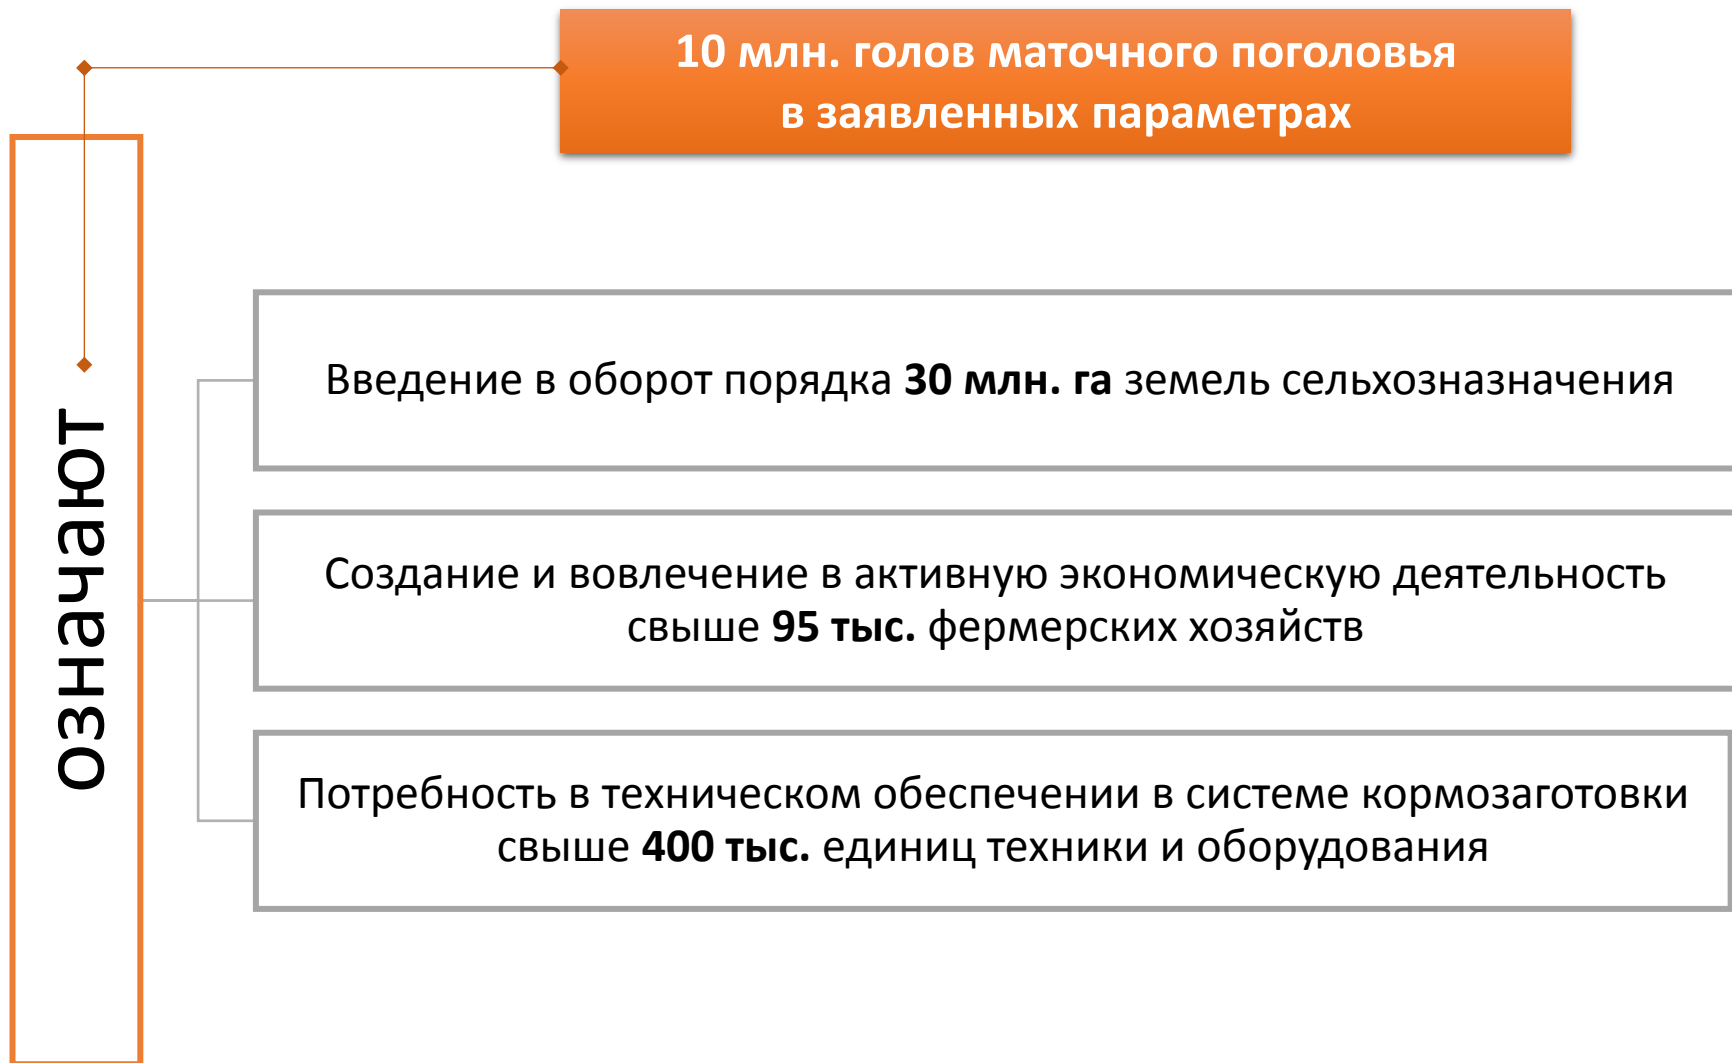 10 млн. голов маточного поголовья
в заявленных параметрах
означают
Введение в оборот порядка 30 млн. га земель сельхозназначения
Создание и вовлечение в активную экономическую деятельность
свыше 95 тыс. фермерских хозяйств
Потребность в техническом обеспечении в системе кормозаготовки
свыше 400 тыс. единиц техники и оборудования